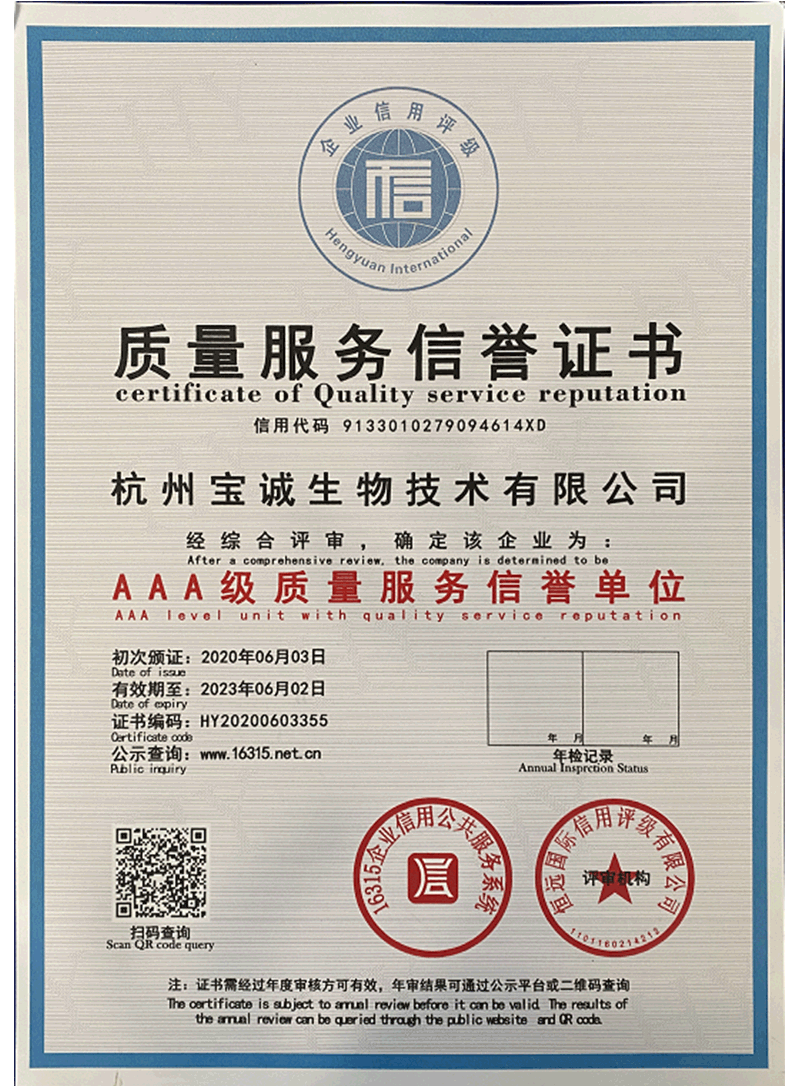 企业信用评级
信
Hengyuan International
质量服务信誉证书
certificate of Quality service reputation
信用代码 9133010279094614XD
杭州宝诚生物技术有限公司
经综合评审，确定该企业为：
After a comprehensive review, the company is determined to be
AAA级质量服务信誉单位
AAA level unit with quality service reputation
初次颁证：2020年06月03日
Date of issue
有效期至：2023年06月02日
Date of expiry
证书编码：HY20200603355
Certificate code
公示查询：www.16315.net.cn
Public inquiry
年 月 年 月
年检记录
Annual Insprction Status
16315企业信用公共服务系统
信
恒远国际信用评级有限公司
评审机构
1101160214212
扫码查询
Scan QR code query
注：证书需经过年度审核方可有效，年审结果可通过公示平台或二维码查询
The certificate is subject to annual review before it can be valid. The results of
the annual review can be queried through the public website and QR code.